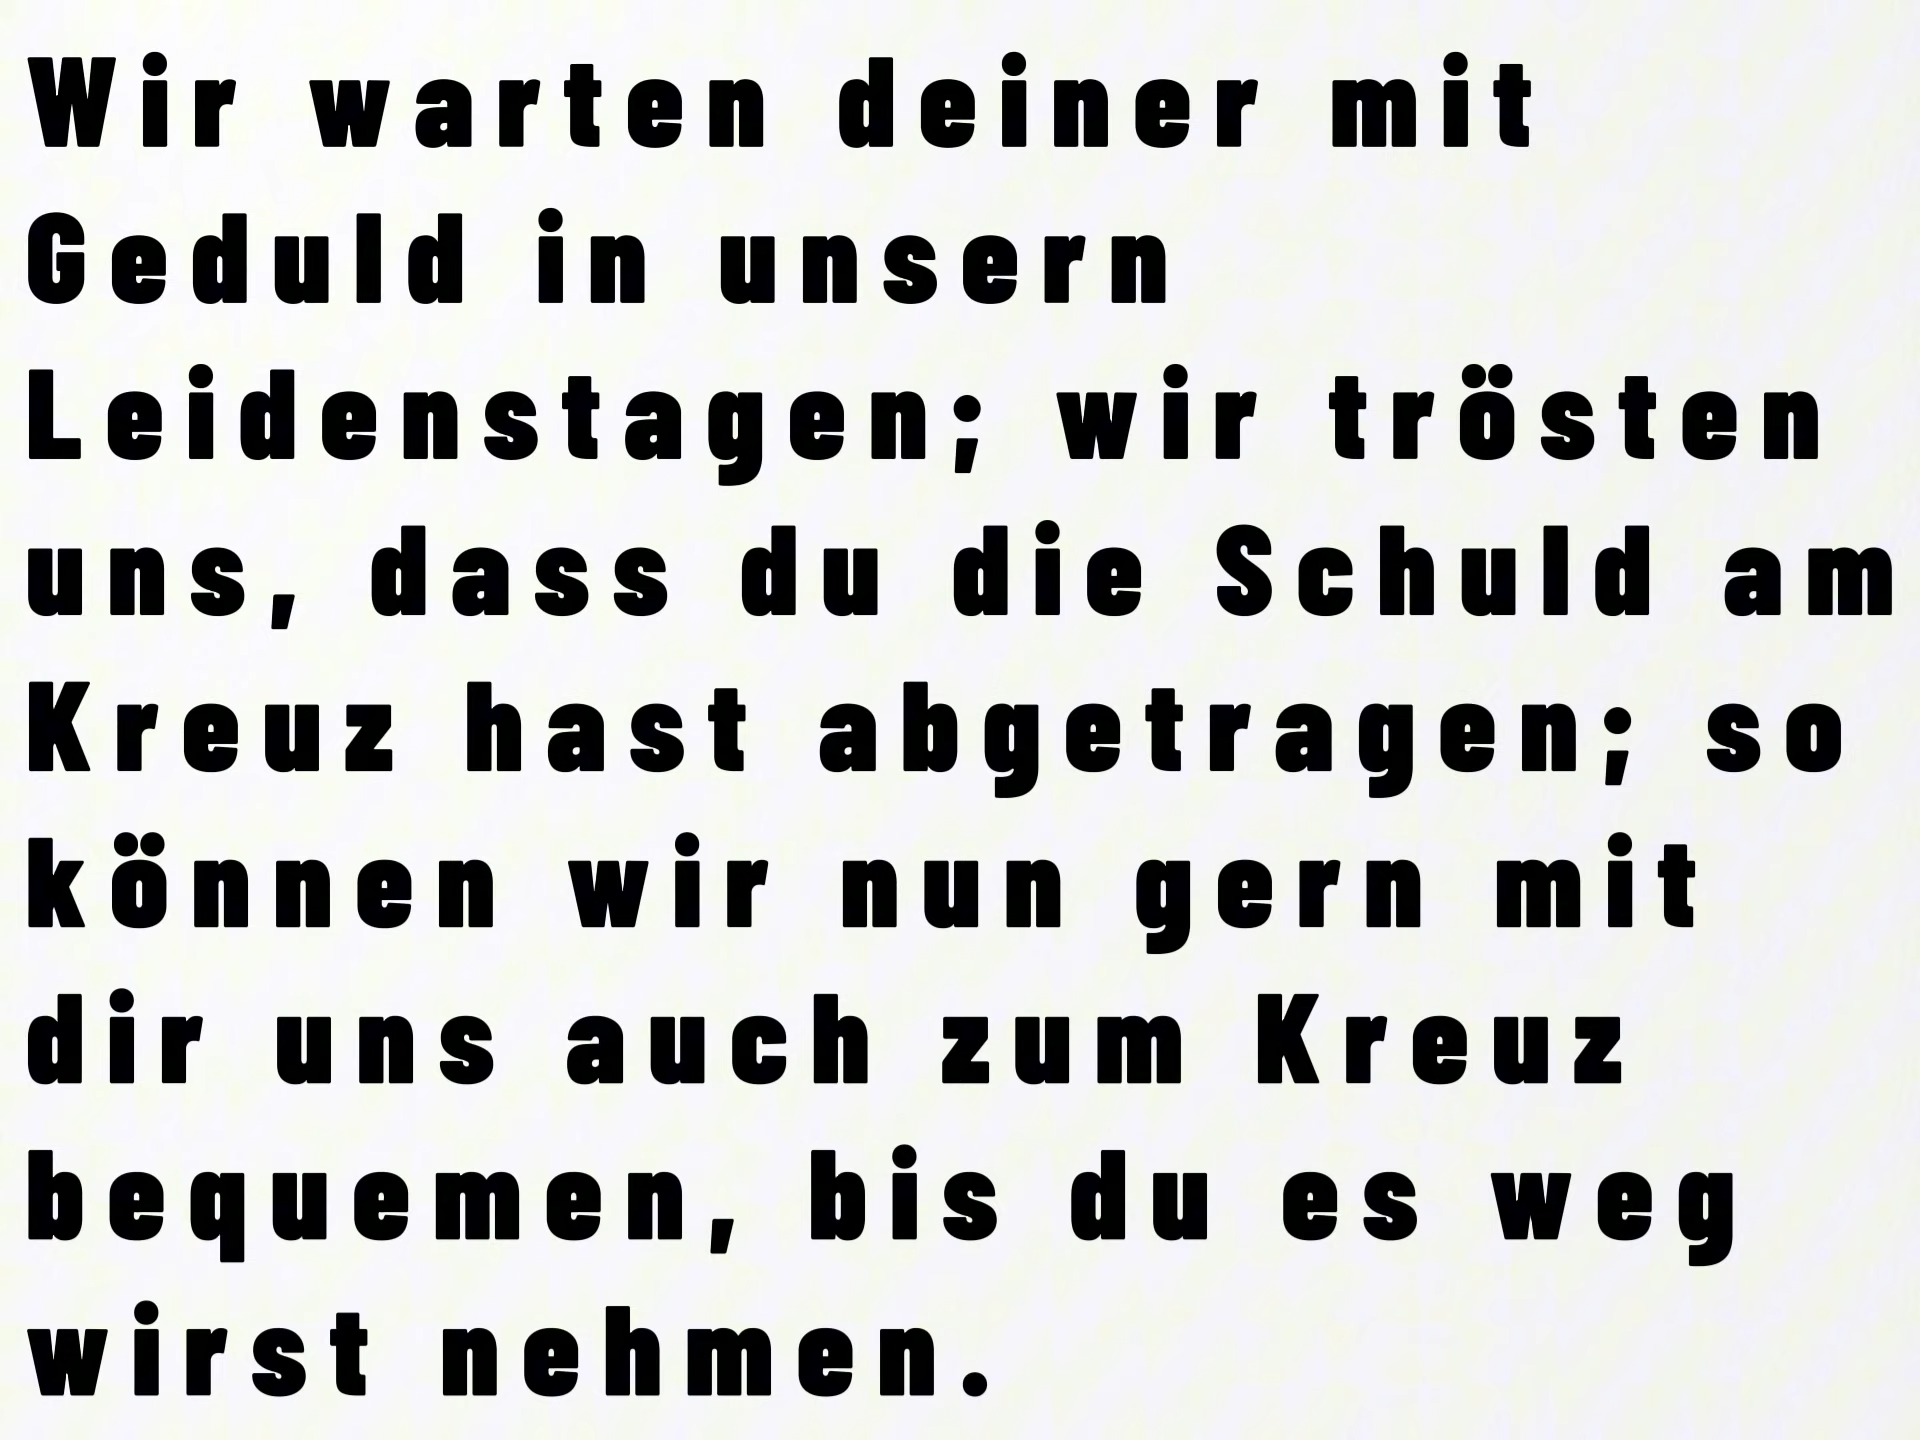 Wir warten deiner mit
Geduld in unsern
Leidenstagen; wir trösten
uns, dass du die Schuld am
Kreuz hast abgetragen; so
können wir nun gern mit
dir uns auch zum Kreuz
bequemen, bis du es weg
wirst nehmen.